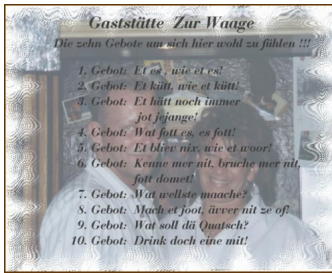 Gaststätte Zur Waage
Die zehn Gebote um sich hier wohl zu fühlen !!!
1. Gebot: Et es , wie et es!
2. Gebot: Et kütt, wie et kütt!
3. Gebot: Et hätt noch immer
jot jejange!
4. Gebot: Wat fott es, es fott!
5. Gebot: Et bliev nix, wie et woor!
6. Gebot: Kenne mer nit, bruche mer nit,
fott domet!
7. Gebot: Wat wellste maache?
8. Gebot: Mach et joot, ävver nit ze of!
9. Gebot: Wat soll dä Quatsch?
10. Gebot: Drink doch eine mit!